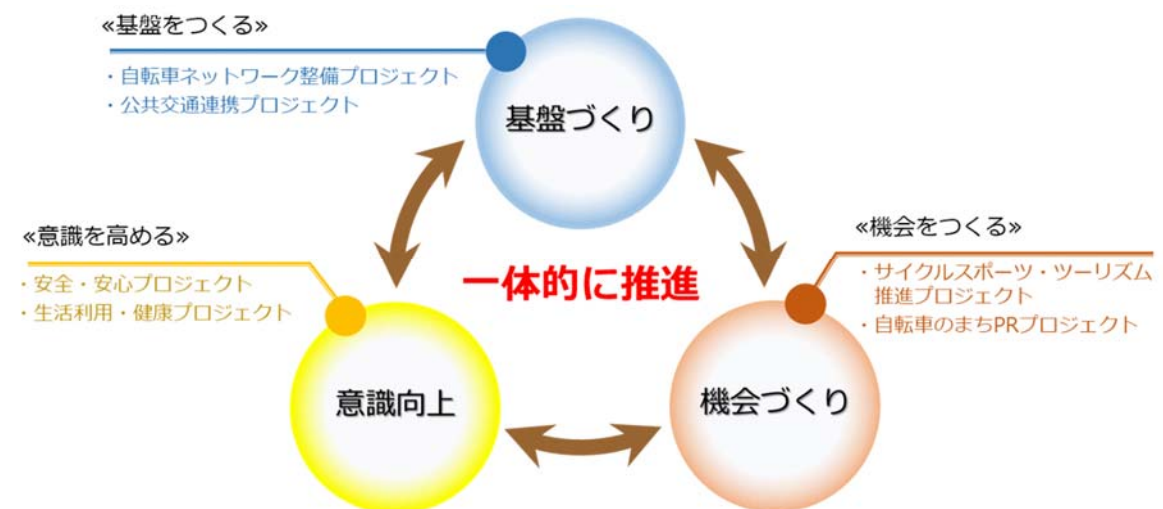 ≪基盤をつくる≫
・自転車ネットワーク整備プロジェクト
・公共交通連携プロジェクト
基盤づくり
≪意識を高める≫
・安全・安心プロジェクト
・生活利用・健康プロジェクト
≪機会をつくる≫
・サイクルスポーツ・ツーリズム
推進プロジェクト
・自転車のまちPRプロジェクト
一体的に推進
意識向上
機会づくり